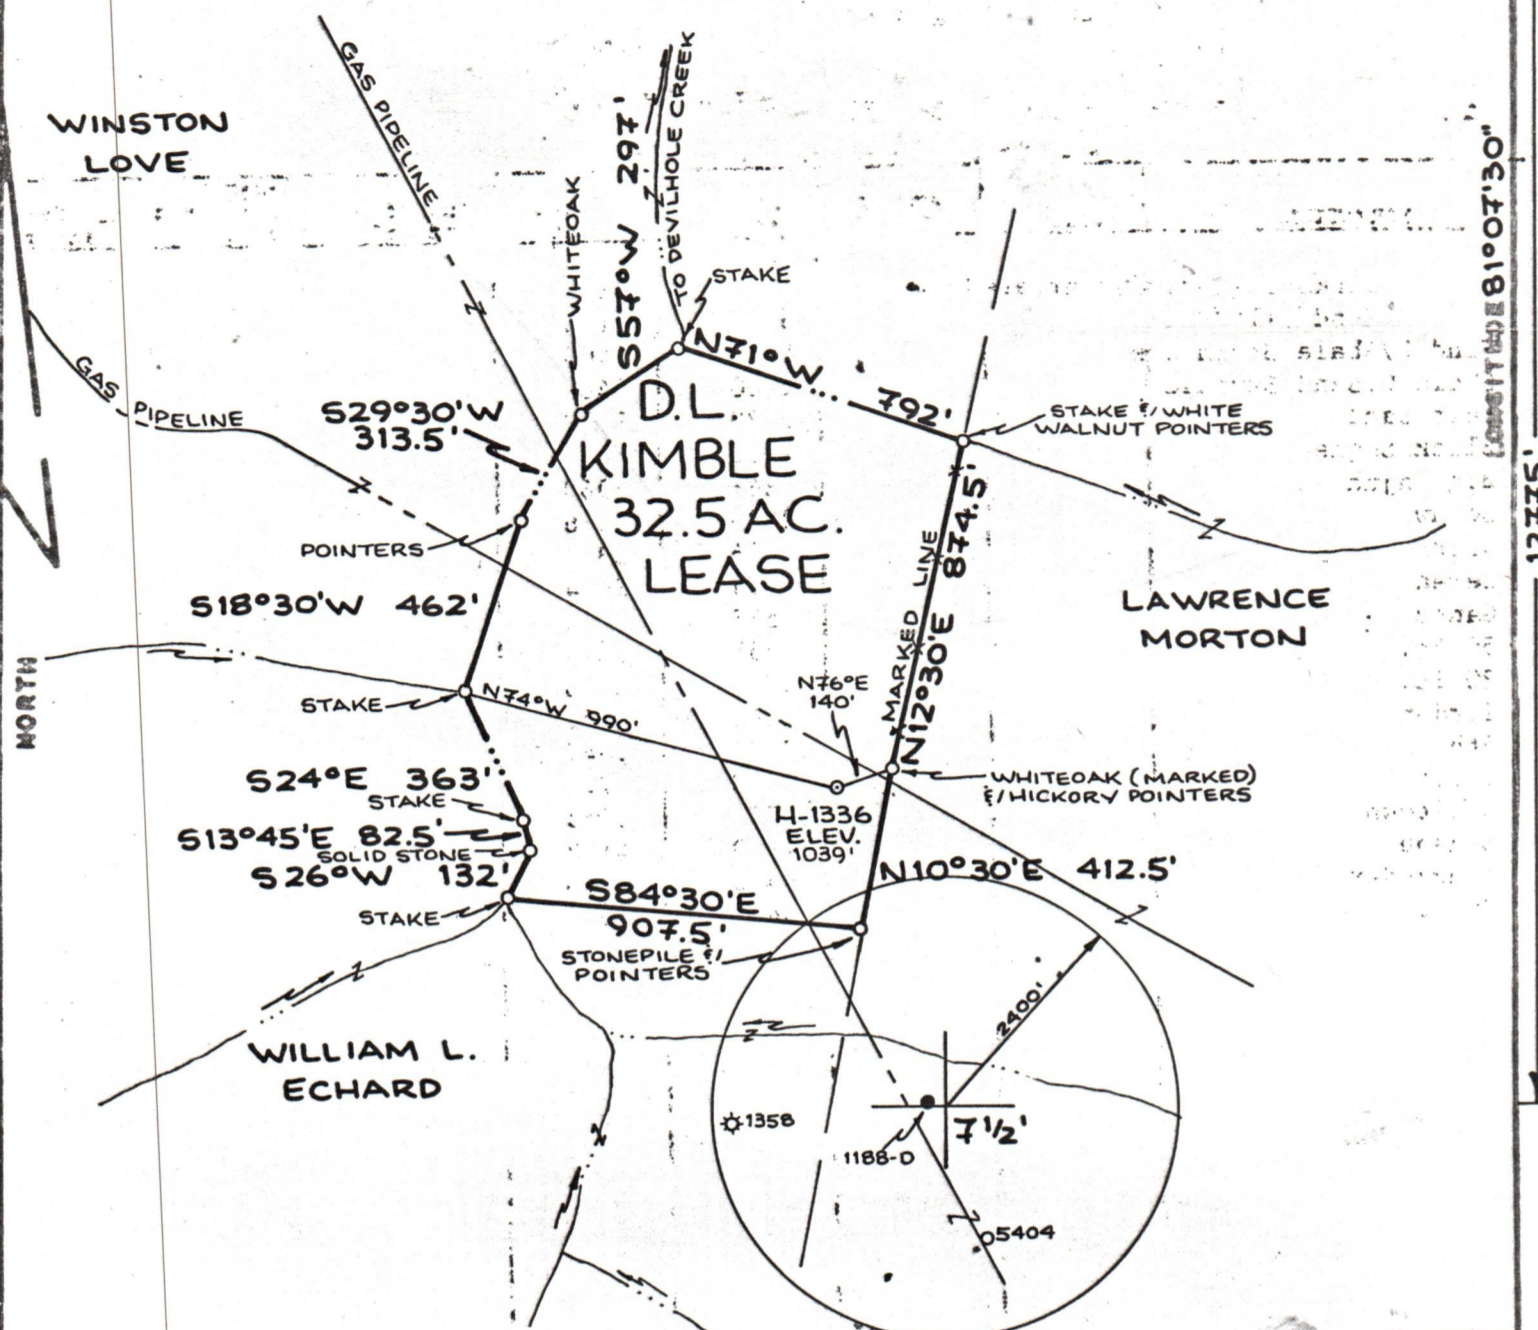 WINSTON
LOVE
GAS PIPELINE
WHITEOAK
S57°W 297'
TO DEVILHOLE CREEK
STAKE
N71°W 792'
STAKE &/ WHITE
WALNUT POINTERS
GAS PIPELINE
S29°30'W
313.5'
D.L.
KIMBLE
32.5 AC.
LEASE
POINTERS
S18°30'W 462'
MARKED LINE
N12°30'E 874.5'
LAWRENCE
MORTON
NORTH
STAKE
N74°W 990'
N76°E
140'
S24°E 363'
STAKE
S13°45'E 82.5'
SOLID STONE
S26°W 132'
STAKE
H-1336
ELEV.
1039'
WHITEOAK (MARKED)
&/ HICKORY POINTERS
N10°30'E 412.5'
S84°30'E
907.5'
STONEPILE &/
POINTERS
2400'
WILLIAM L.
ECHARD
1358
1188-D
7 1/2'
5404
81°07'30"